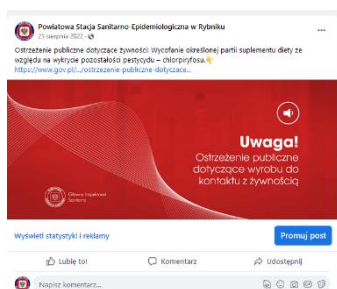 Powiatowa Stacja Sanitarno-Epidemiologiczna w Rybniku
25 sierpnia 2022
Ostrzeżenie publiczne dotyczące żywności: Wycofanie określonej partii suplementu diety ze
względu na wykrycie pozostałości pestycydu – chlorpiryfosu.👇
https://www.gov.pl/.../ostrzezenie-publiczne-dotyczace...
Uwaga!
Ostrzeżenie publiczne
dotyczące wyrobu do
kontaktu z żywnością
Główny Inspektorat
Sanitarny
Wyświetl statystyki i reklamy
Promuj post
Lubię to!
Komentarz
Udostępnij
Napisz komentarz...